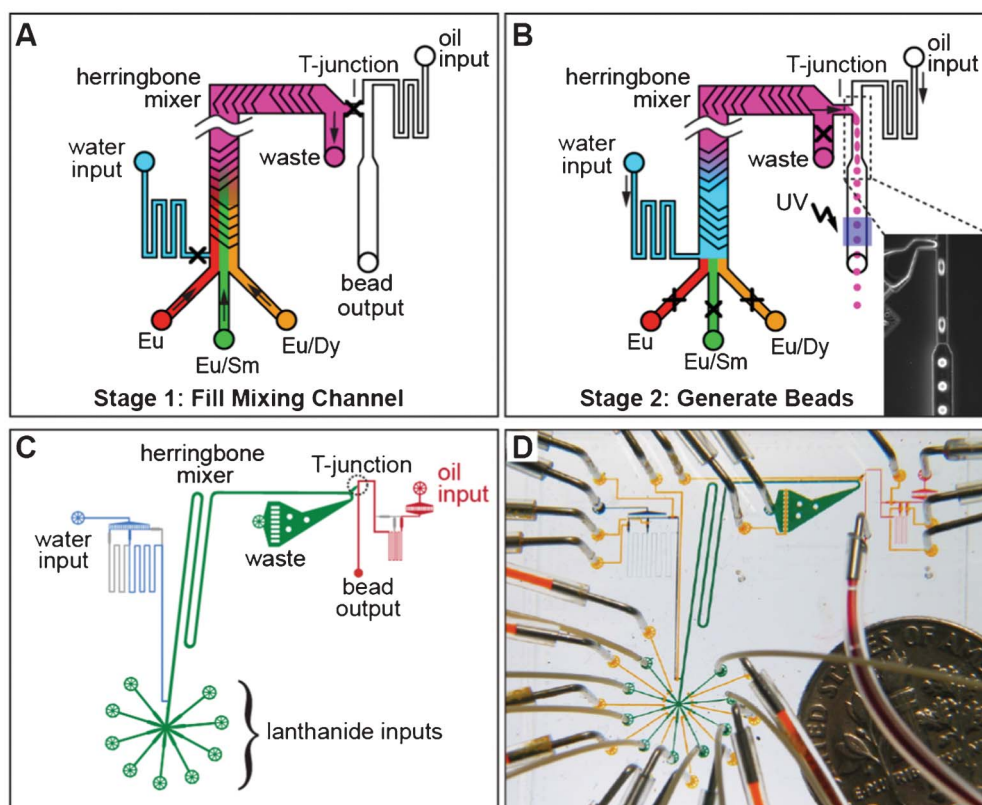 A
oil
input
T-junction
herringbone
mixer
water
input
waste
bead
output
Eu
Eu/Sm
Eu/Dy
Stage 1: Fill Mixing Channel
B
oil
input
T-junction
herringbone
mixer
water
input
waste
UV
Eu
Eu/Sm
Eu/Dy
Stage 2: Generate Beads
C
herringbone
mixer
T-junction
oil
input
water
input
waste
bead
output
lanthanide inputs
D